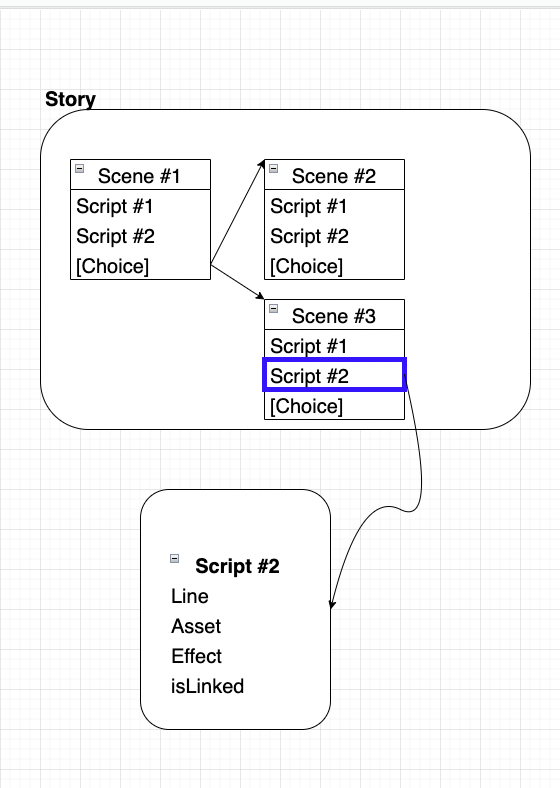 Story
Scene #1
Script #1
Script #2
[Choice]
Scene #2
Script #1
Script #2
[Choice]
Scene #3
Script #1
Script #2
[Choice]
Script #2
Line
Asset
Effect
isLinked